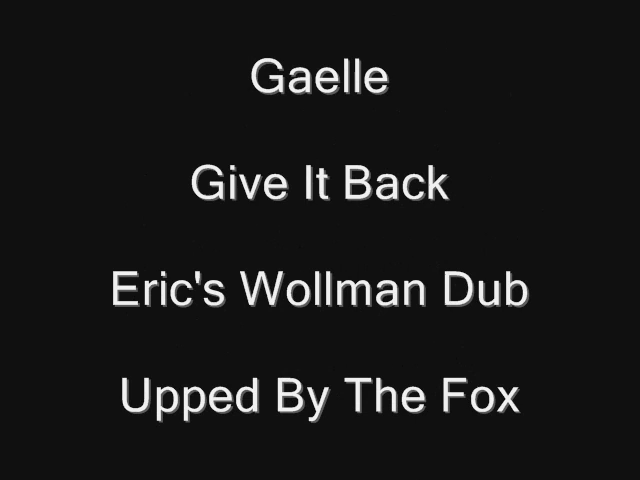 Gaelle
Give It Back
Eric's Wollman Dub
Upped By The Fox